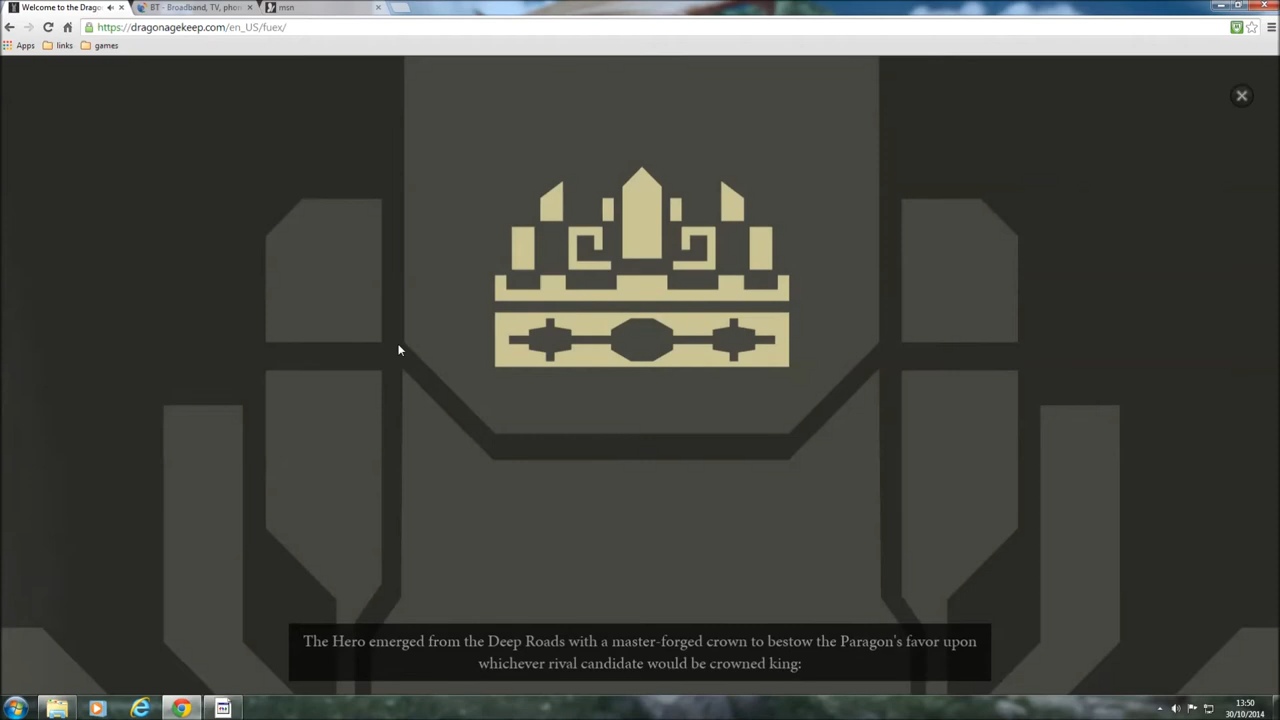 Welcome to the Drago
BT - Broadband, TV, phon
msn
https://dragonagekeep.com/en_US/fuex/
Apps links games
The Hero emerged from the Deep Roads with a master-forged crown to bestow the Paragon's favor upon
whichever rival candidate would be crowned king:
13:50
30/10/2014